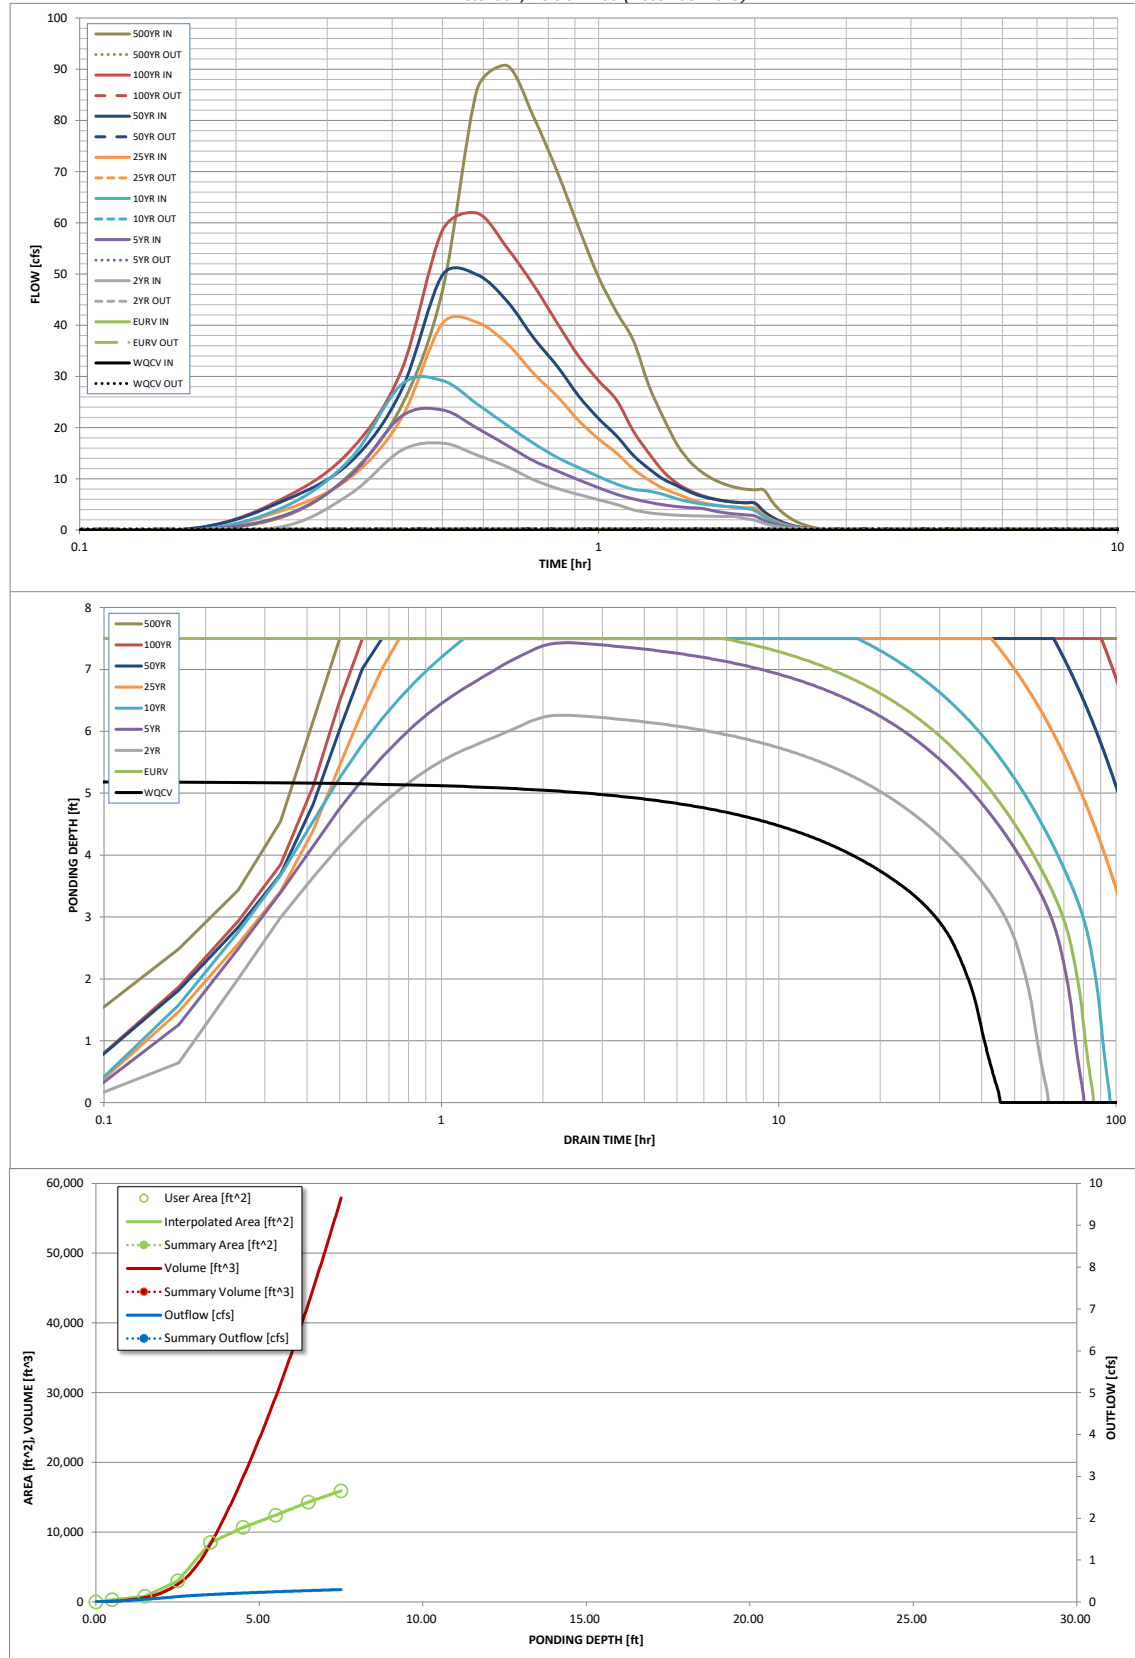 100
90
80
70
60
50
40
30
20
10
0
FLOW [cfs]
500YR IN
500YR OUT
100YR IN
100YR OUT
50YR IN
50YR OUT
25YR IN
25YR OUT
10YR IN
10YR OUT
5YR IN
5YR OUT
2YR IN
2YR OUT
EURV IN
EURV OUT
WQCV IN
WQCV OUT
0.1 1 10
TIME [hr]
8
7
6
5
4
3
2
1
0
PONDING DEPTH [ft]
500YR
100YR
50YR
25YR
10YR
5YR
2YR
EURV
WQCV
0.1 1 10 100
DRAIN TIME [hr]
60,000
50,000
40,000
30,000
20,000
10,000
0
AREA [ft^2], VOLUME [ft^3]
User Area [ft^2]
Interpolated Area [ft^2]
Summary Area [ft^2]
Volume [ft^3]
Summary Volume [ft^3]
Outflow [cfs]
Summary Outflow [cfs]
10
9
8
7
6
5
4
3
2
1
0
OUTFLOW [cfs]
0.00 5.00 10.00 15.00 20.00 25.00 30.00
PONDING DEPTH [ft]